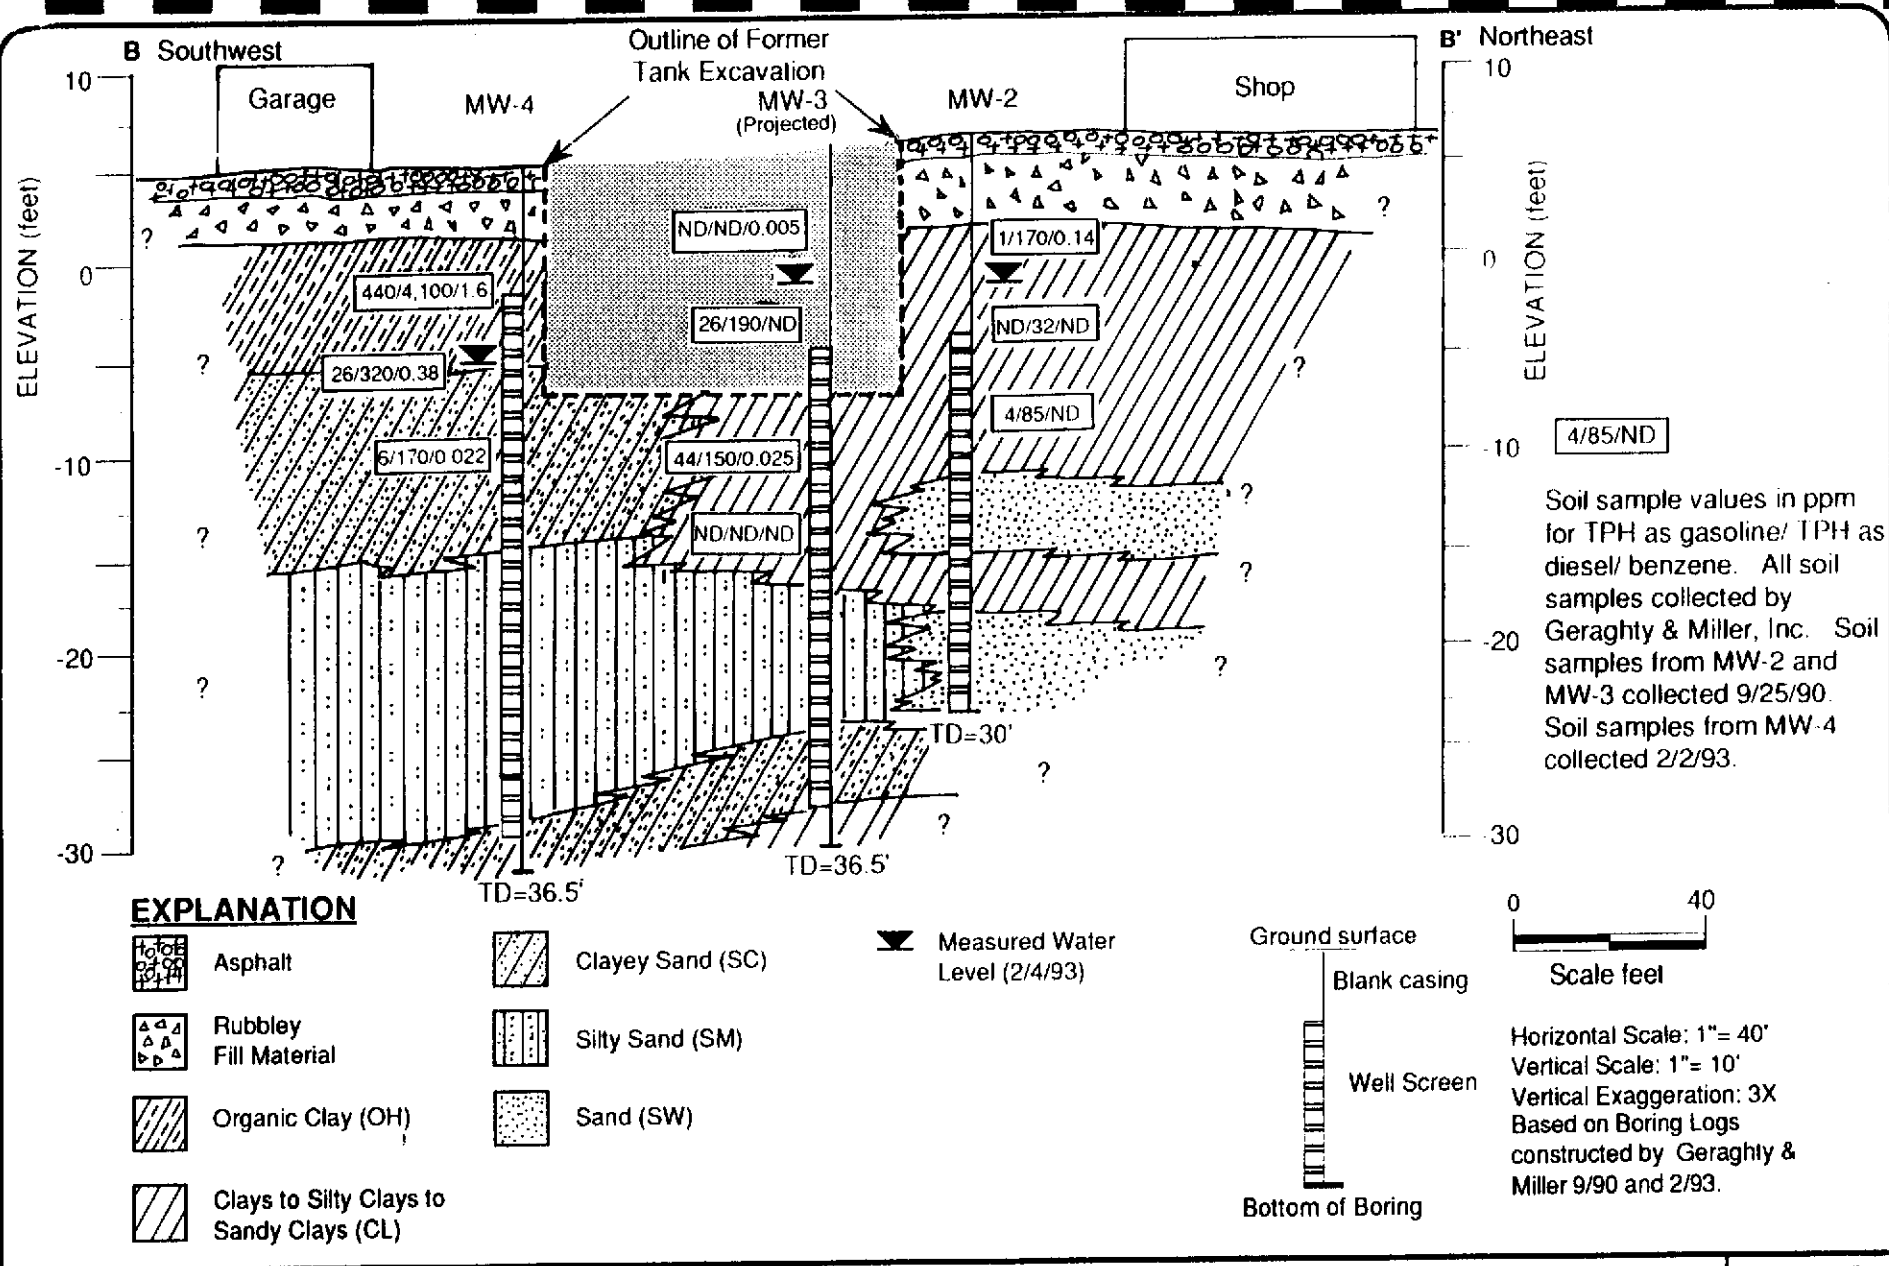 B Southwest
Outline of Former
Tank Excavation
B' Northeast
10
Garage
MW-4
MW-3
(Projected)
MW-2
Shop
10
ELEVATION (feet)
ELEVATION (feet)
?
?
ND/ND/0.005
1/170/0.14
0
0
440/4,100/1.6
26/190/ND
ND/32/ND
?
26/320/0.38
?
4/85/ND
4/85/ND
-10
6/170/0.022
44/150/0.025
-10
?
?
ND/ND/ND
?
Soil sample values in ppm
for TPH as gasoline/ TPH as
diesel/ benzene. All soil
samples collected by
Geraghty & Miller, Inc. Soil
samples from MW-2 and
MW-3 collected 9/25/90.
Soil samples from MW-4
collected 2/2/93.
-20
-20
?
?
TD=30'
?
?
-30
-30
?
TD=36.5'
TD=36.5'
EXPLANATION
Asphalt
Rubbley
Fill Material
Organic Clay (OH)
Clays to Silty Clays to
Sandy Clays (CL)
Clayey Sand (SC)
Silty Sand (SM)
Sand (SW)
Measured Water
Level (2/4/93)
Ground surface
Blank casing
Well Screen
Bottom of Boring
0 40
Scale feet
Horizontal Scale: 1"= 40'
Vertical Scale: 1"= 10'
Vertical Exaggeration: 3X
Based on Boring Logs
constructed by Geraghty &
Miller 9/90 and 2/93.